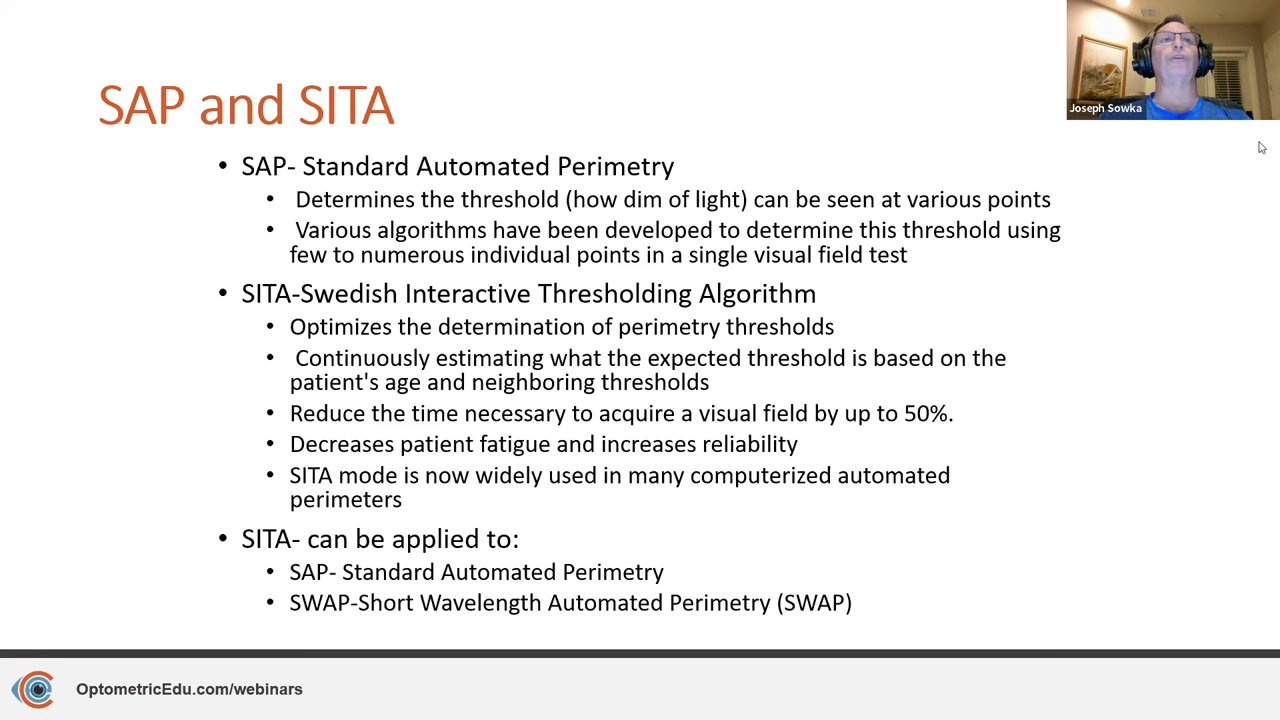 Joseph Sowka
SAP and SITA
• SAP- Standard Automated Perimetry
• Determines the threshold (how dim of light) can be seen at various points
• Various algorithms have been developed to determine this threshold using
few to numerous individual points in a single visual field test
• SITA-Swedish Interactive Thresholding Algorithm
• Optimizes the determination of perimetry thresholds
• Continuously estimating what the expected threshold is based on the
patient's age and neighboring thresholds
• Reduce the time necessary to acquire a visual field by up to 50%.
• Decreases patient fatigue and increases reliability
• SITA mode is now widely used in many computerized automated
perimeters
• SITA- can be applied to:
• SAP- Standard Automated Perimetry
• SWAP-Short Wavelength Automated Perimetry (SWAP)
OptometricEdu.com/webinars